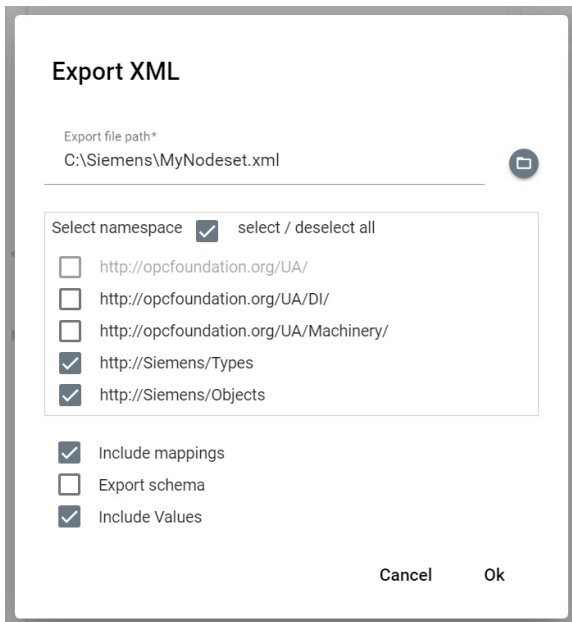 Export XML
Export file path*
C:\Siemens\MyNodeset.xml
Select namespace select / deselect all
http://opcfoundation.org/UA/
http://opcfoundation.org/UA/DI/
http://opcfoundation.org/UA/Machinery/
http://Siemens/Types
http://Siemens/Objects
Include mappings
Export schema
Include Values
Cancel Ok